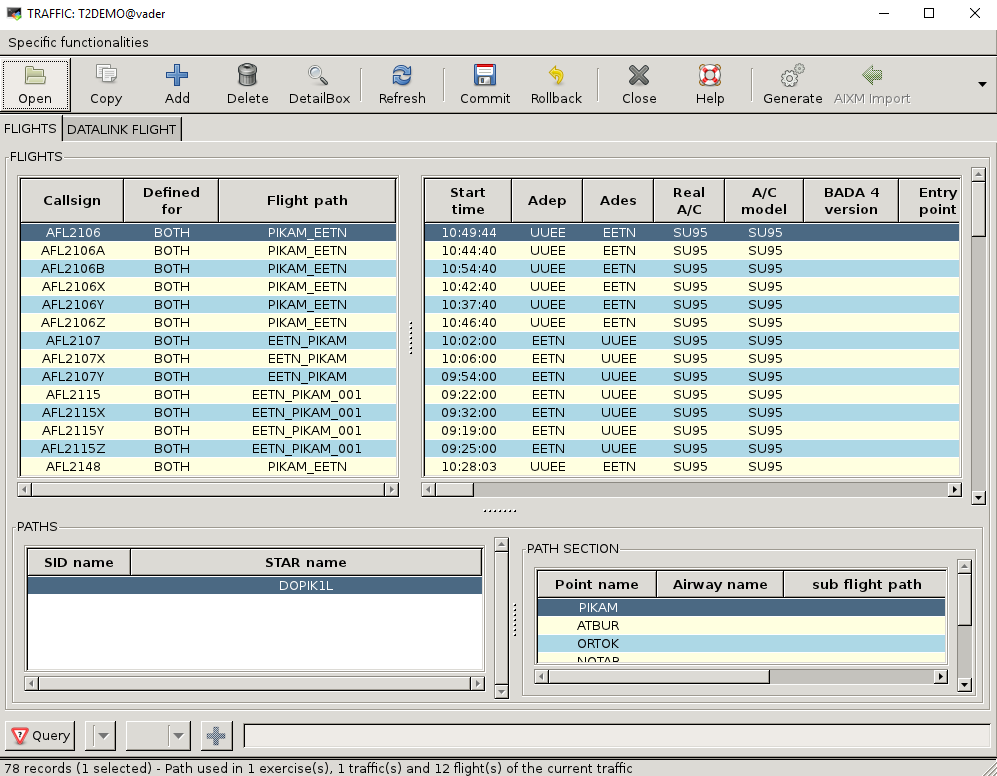 TRAFFIC: T2DEMO@vader
Specific functionalities
Open Copy Add Delete DetailBox Refresh Commit Rollback Close Help Generate AIXM Import
FLIGHTS DATALINK FLIGHT
FLIGHTS
Callsign Defined for Flight path Start time Adep Ades Real A/C A/C model BADA 4 version Entry point
AFL2106 BOTH PIKAM_EETN 10:49:44 UUEE EETN SU95 SU95
AFL2106A BOTH PIKAM_EETN 10:44:40 UUEE EETN SU95 SU95
AFL2106B BOTH PIKAM_EETN 10:54:40 UUEE EETN SU95 SU95
AFL2106X BOTH PIKAM_EETN 10:42:40 UUEE EETN SU95 SU95
AFL2106Y BOTH PIKAM_EETN 10:37:40 UUEE EETN SU95 SU95
AFL2106Z BOTH PIKAM_EETN 10:46:40 UUEE EETN SU95 SU95
AFL2107 BOTH EETN_PIKAM 10:02:00 EETN UUEE SU95 SU95
AFL2107X BOTH EETN_PIKAM 10:06:00 EETN UUEE SU95 SU95
AFL2107Y BOTH EETN_PIKAM 09:54:00 EETN UUEE SU95 SU95
AFL2115 BOTH EETN_PIKAM_001 09:22:00 EETN UUEE SU95 SU95
AFL2115X BOTH EETN_PIKAM_001 09:32:00 EETN UUEE SU95 SU95
AFL2115Y BOTH EETN_PIKAM_001 09:19:00 EETN UUEE SU95 SU95
AFL2115Z BOTH EETN_PIKAM_001 09:25:00 EETN UUEE SU95 SU95
AFL2148 BOTH PIKAM_EETN 10:28:03 UUEE EETN SU95 SU95
PATHS
SID name STAR name
DOPIK1L
PATH SECTION
Point name Airway name sub flight path
PIKAM
ATBUR
ORTOK
NOTAR
Query
78 records (1 selected) - Path used in 1 exercise(s), 1 traffic(s) and 12 flight(s) of the current traffic